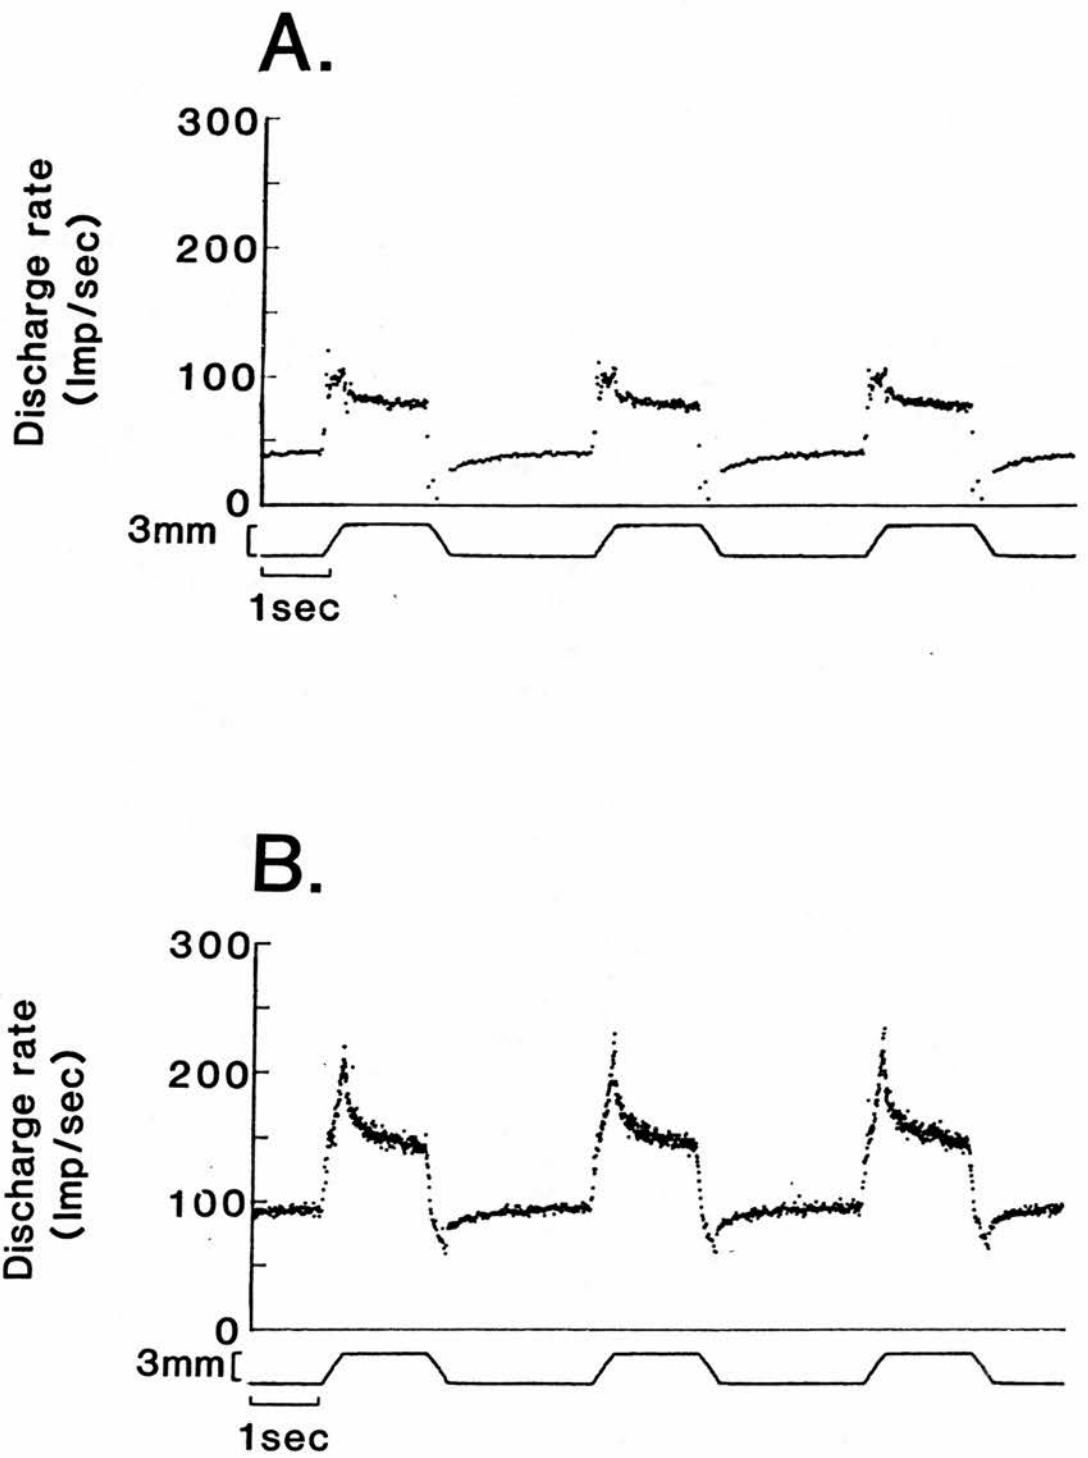 A.
300
200
100
0
Discharge rate
(Imp/sec)
3mm
1sec
B.
300
200
100
0
Discharge rate
(Imp/sec)
3mm
1sec